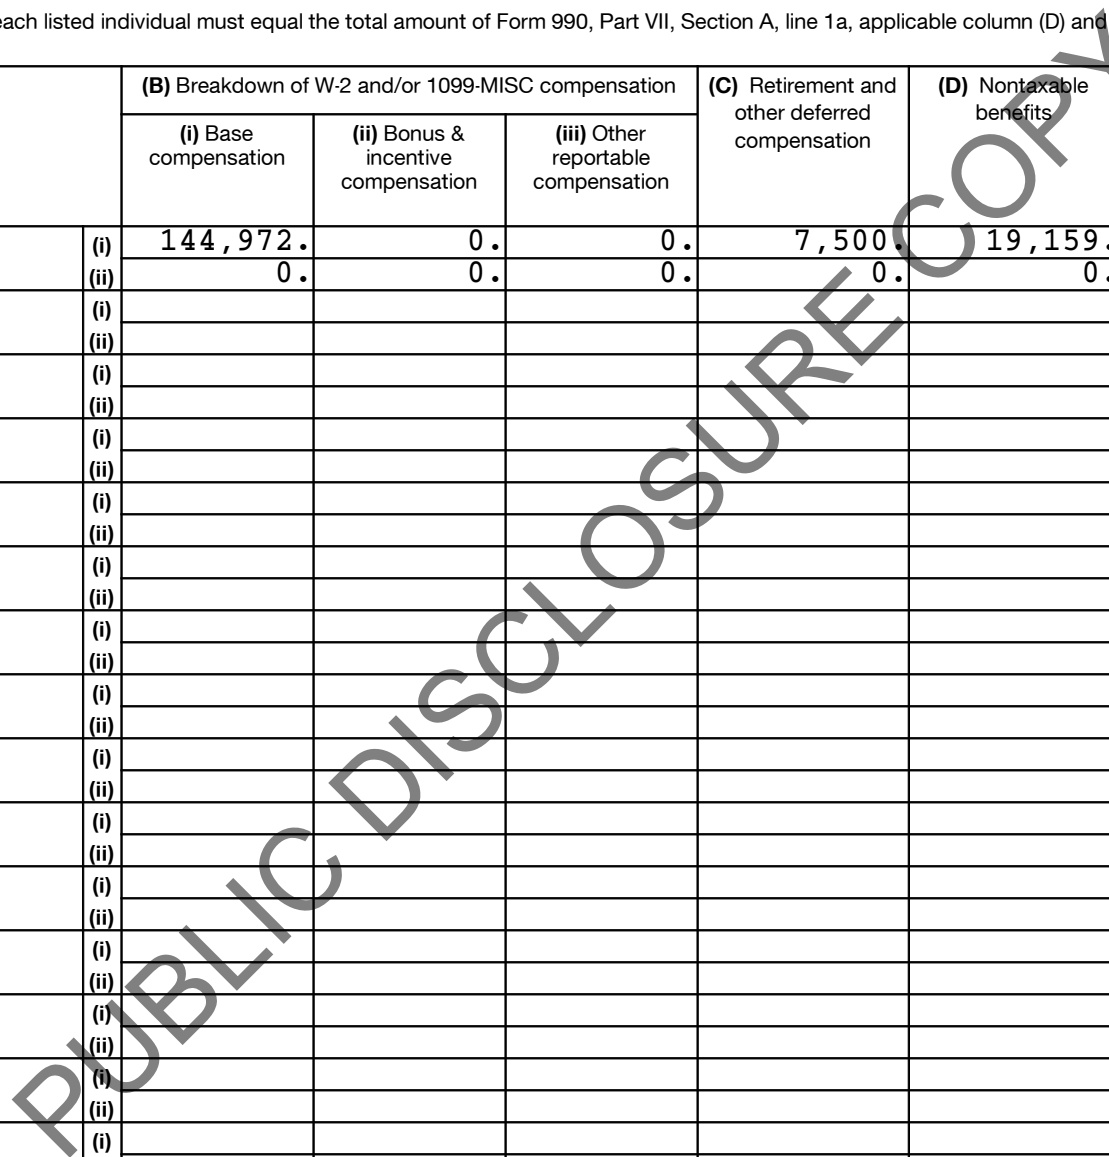 each listed individual must equal the total amount of Form 990, Part VII, Section A, line 1a, applicable column (D) and
(B) Breakdown of W-2 and/or 1099-MISC compensation
(C) Retirement and
other deferred
compensation
(D) Nontaxable
benefits
(i) Base
compensation
(ii) Bonus &
incentive
compensation
(iii) Other
reportable
compensation
(i) 144,972. 0. 0. 7,500. 19,159.
(ii) 0. 0. 0. 0. 0.
(i)
(ii)
(i)
(ii)
(i)
(ii)
(i)
(ii)
(i)
(ii)
(i)
(ii)
(i)
(ii)
(i)
(ii)
(i)
(ii)
(i)
(ii)
(i)
(ii)
(i)
(ii)
(i)
(ii)
(i)
PUBLIC DISCLOSURE COPY